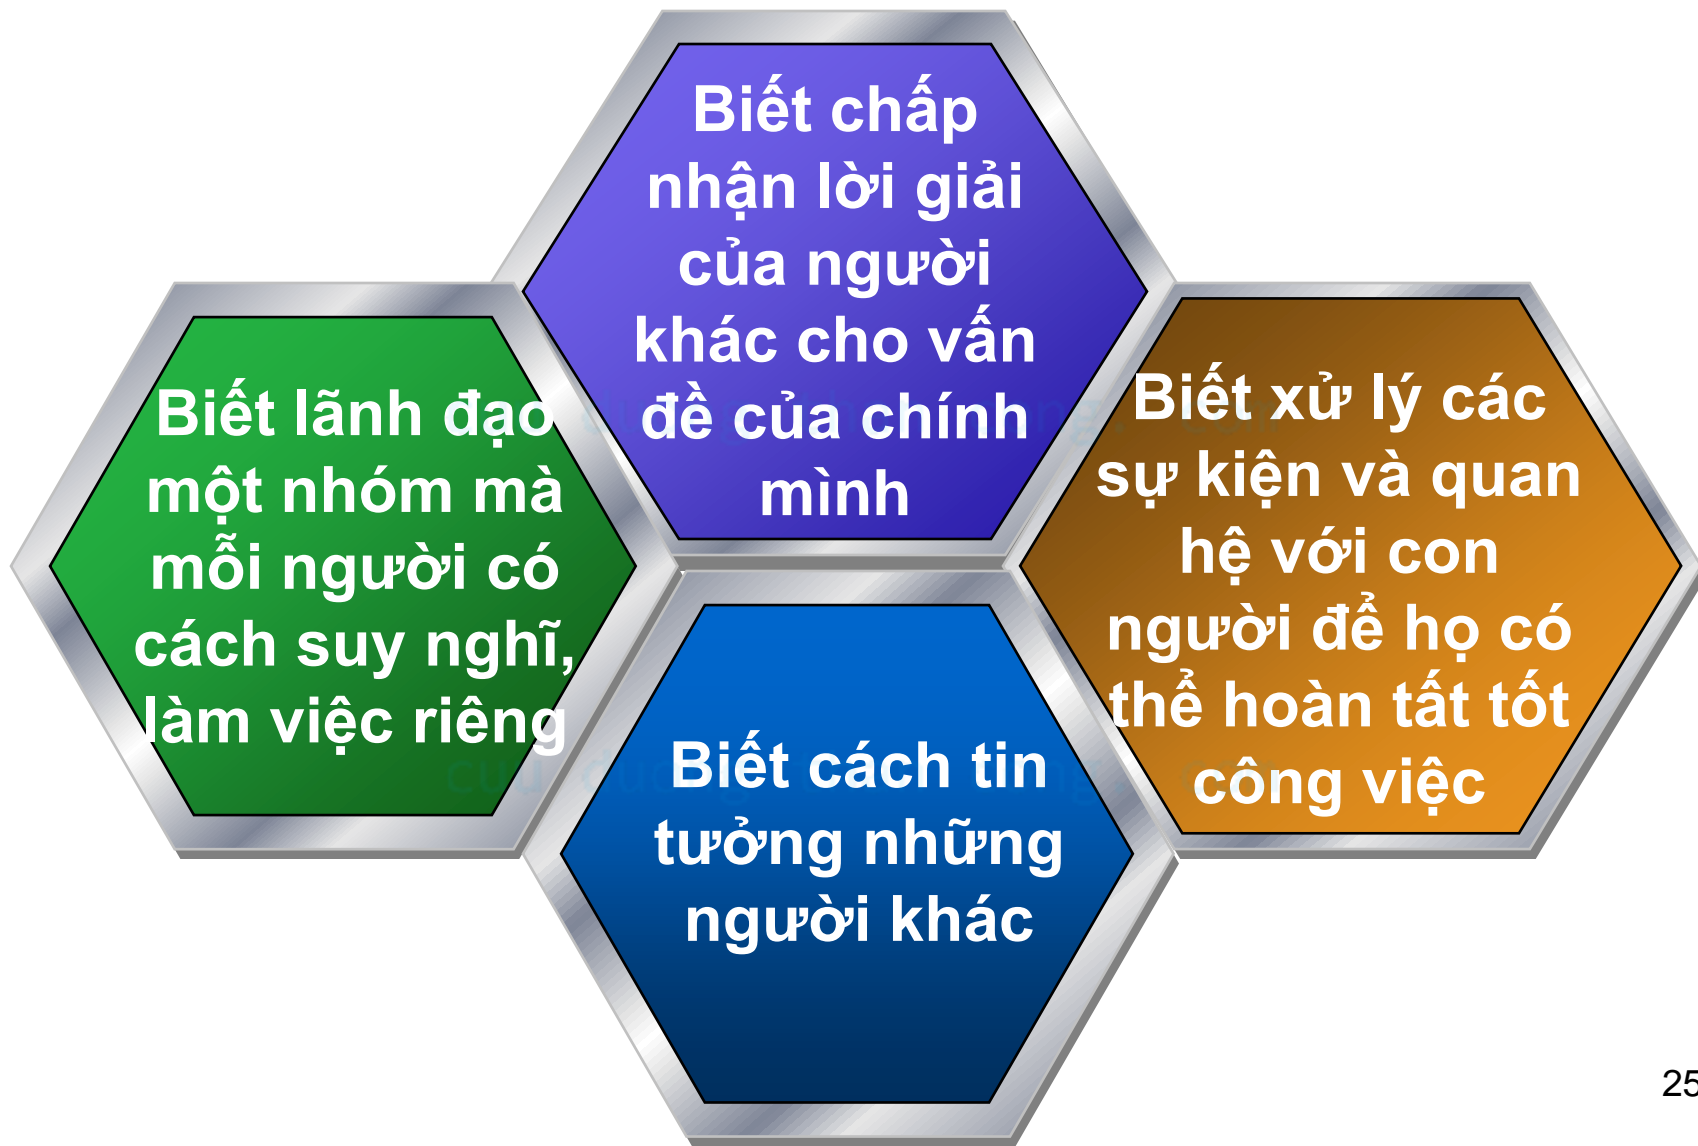 Biết chấp
nhận lời giải
của người
khác cho vấn
đề của chính
mình
Biết lãnh đạo
một nhóm mà
mỗi người có
cách suy nghĩ,
làm việc riêng
Biết xử lý các
sự kiện và quan
hệ với con
người để họ có
thể hoàn tất tốt
công việc
Biết cách tin
tưởng những
người khác
25